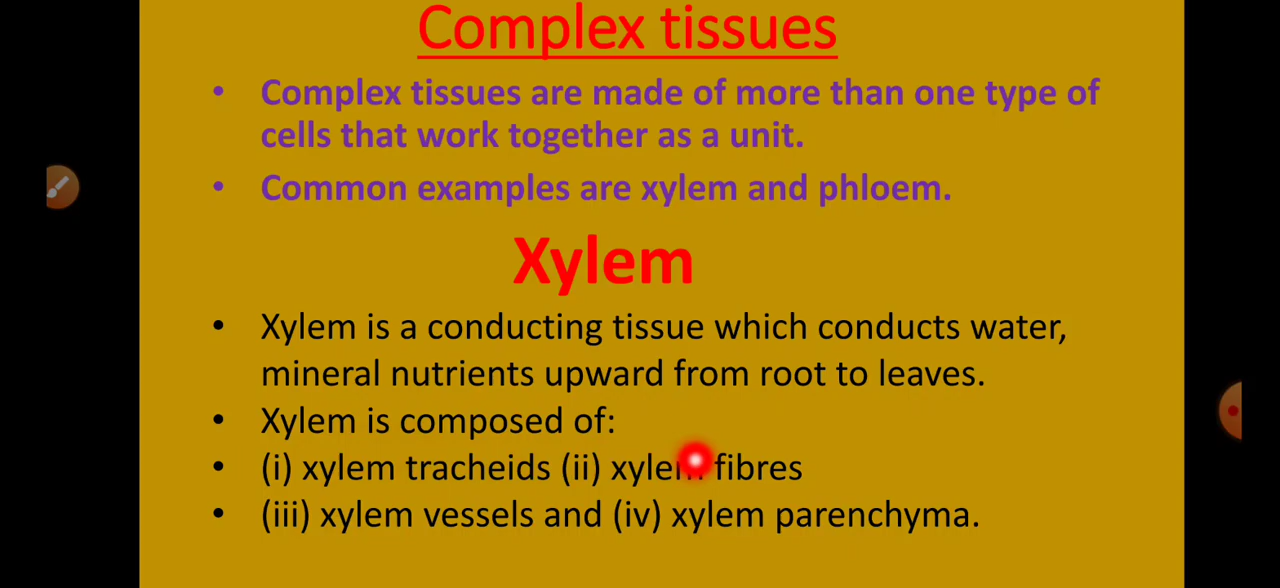 Complex tissues
• Complex tissues are made of more than one type of
cells that work together as a unit.
• Common examples are xylem and phloem.
Xylem
• Xylem is a conducting tissue which conducts water,
mineral nutrients upward from root to leaves.
• Xylem is composed of:
• (i) xylem tracheids (ii) xylem fibres
• (iii) xylem vessels and (iv) xylem parenchyma.